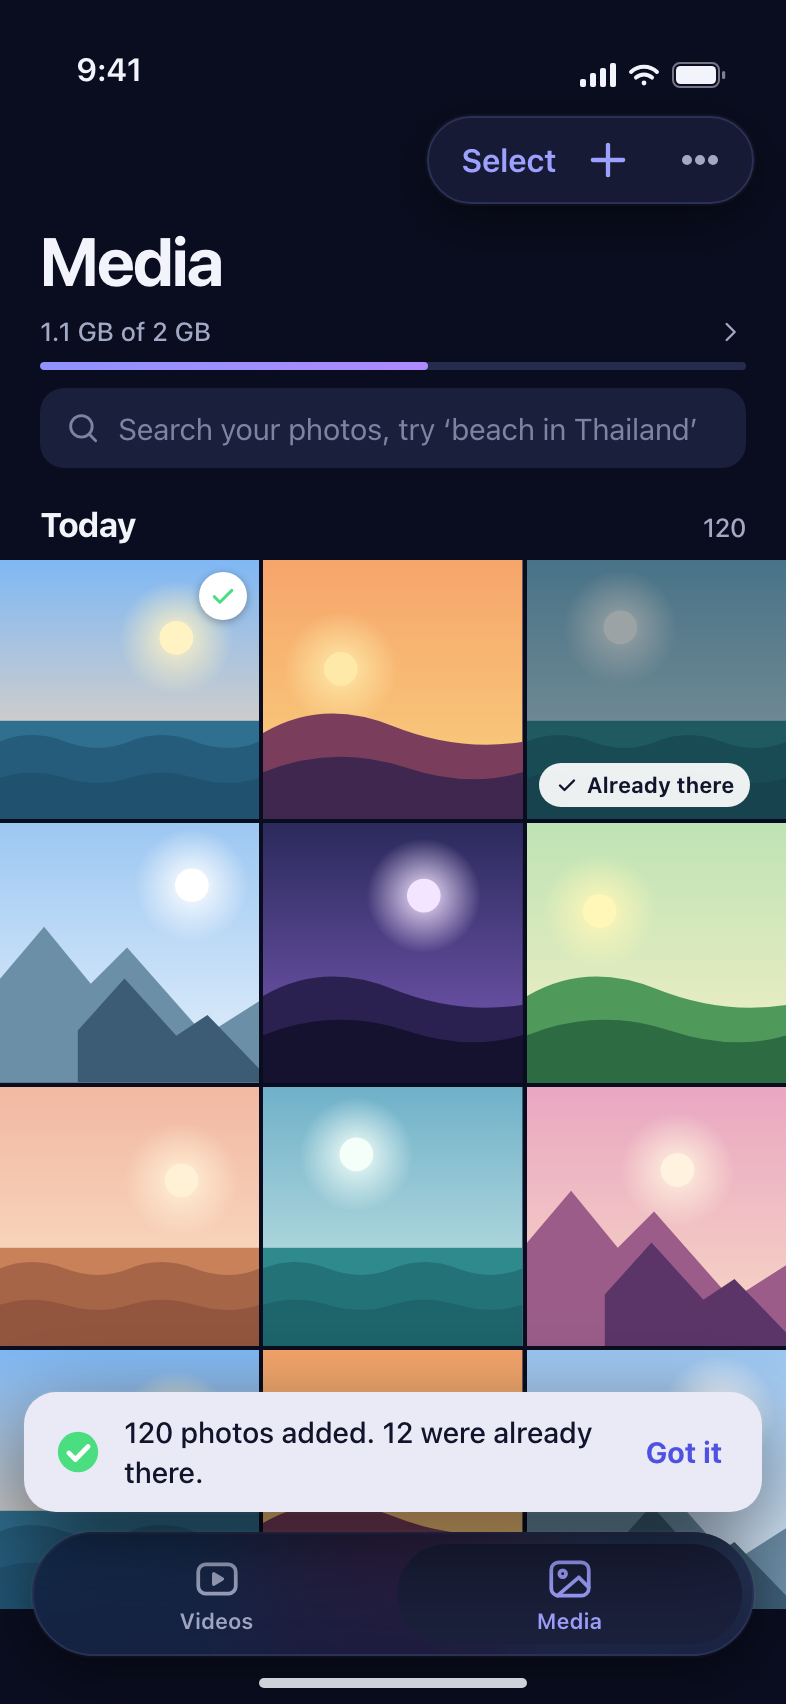 9:41
Select
Media
1.1 GB of 2 GB
Search your photos, try ‘beach in Thailand’
Today
120
Already there
120 photos added. 12 were already
there.
Got it
Videos
Media